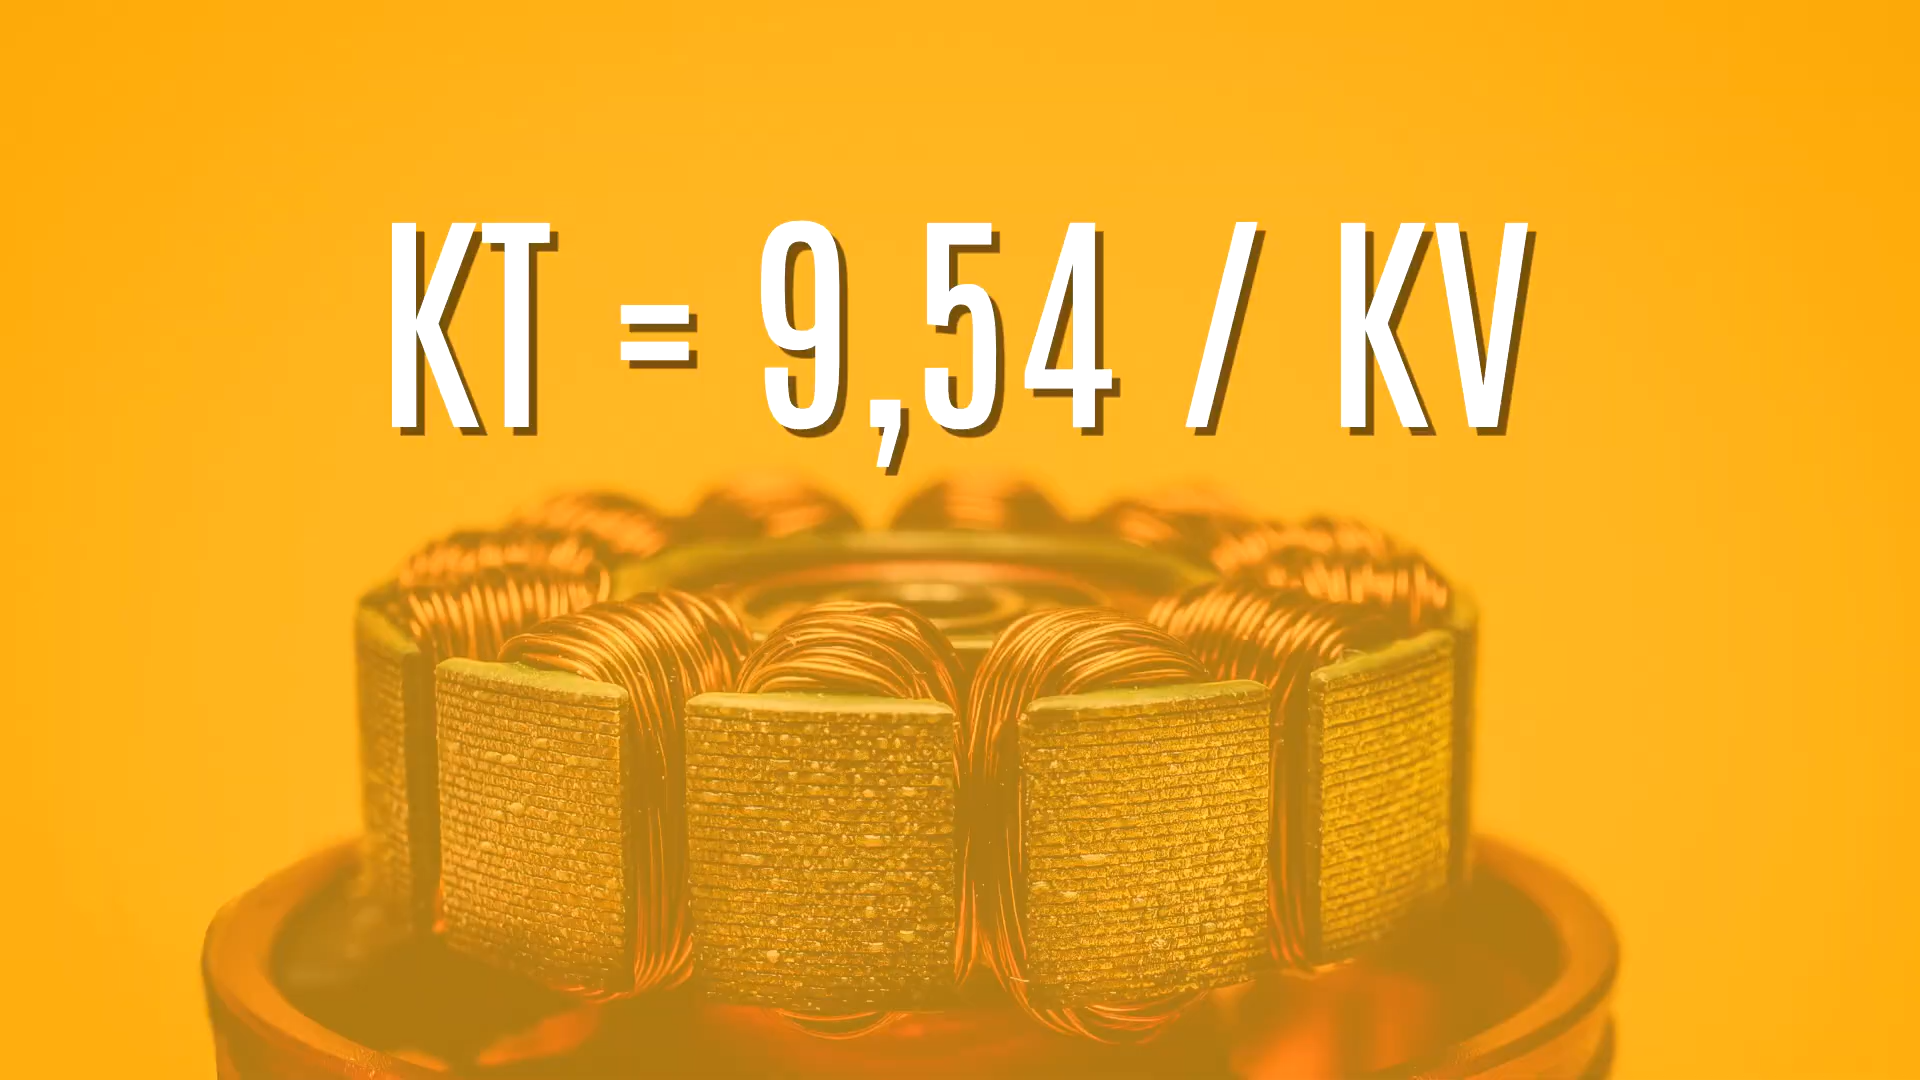 KT = 9,54 / KV